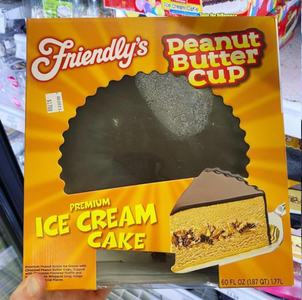 Friendly's
Peanut
Butter
Cup
PREMIUM
ICE CREAM
CAKE
60 FL OZ (1.87 QT) 1.77L